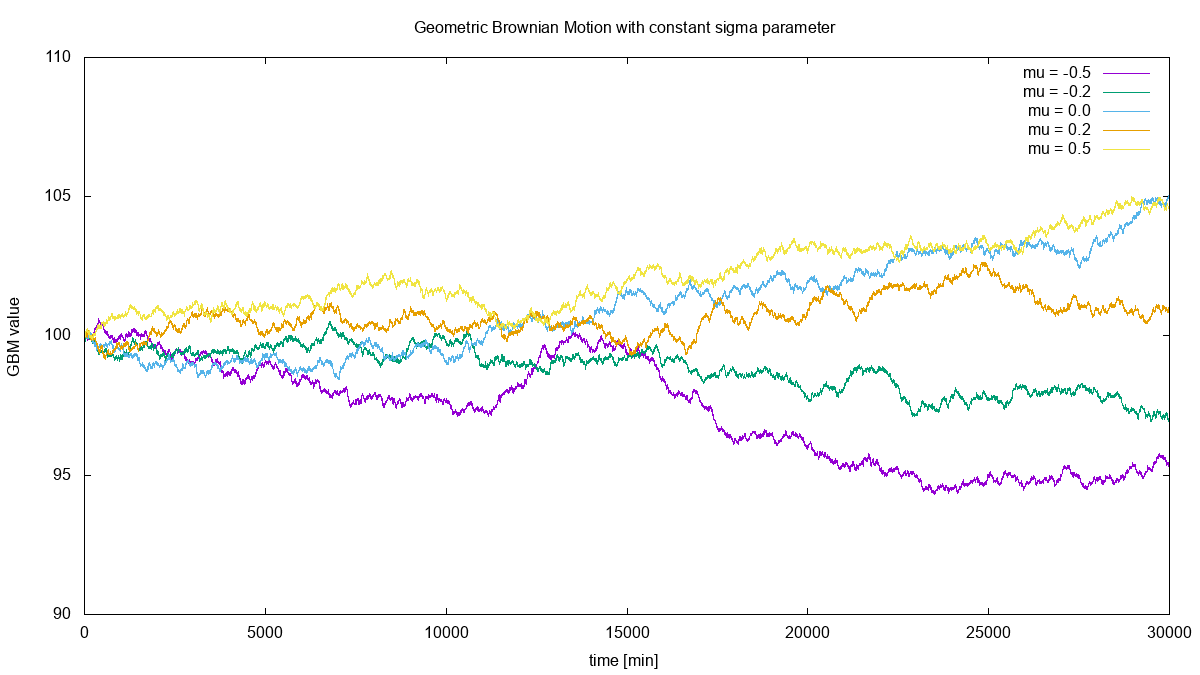 Geometric Brownian Motion with constant sigma parameter
110
105
100
95
90
GBM value
mu = -0.5
mu = -0.2
mu = 0.0
mu = 0.2
mu = 0.5
0 5000 10000 15000 20000 25000 30000
time [min]